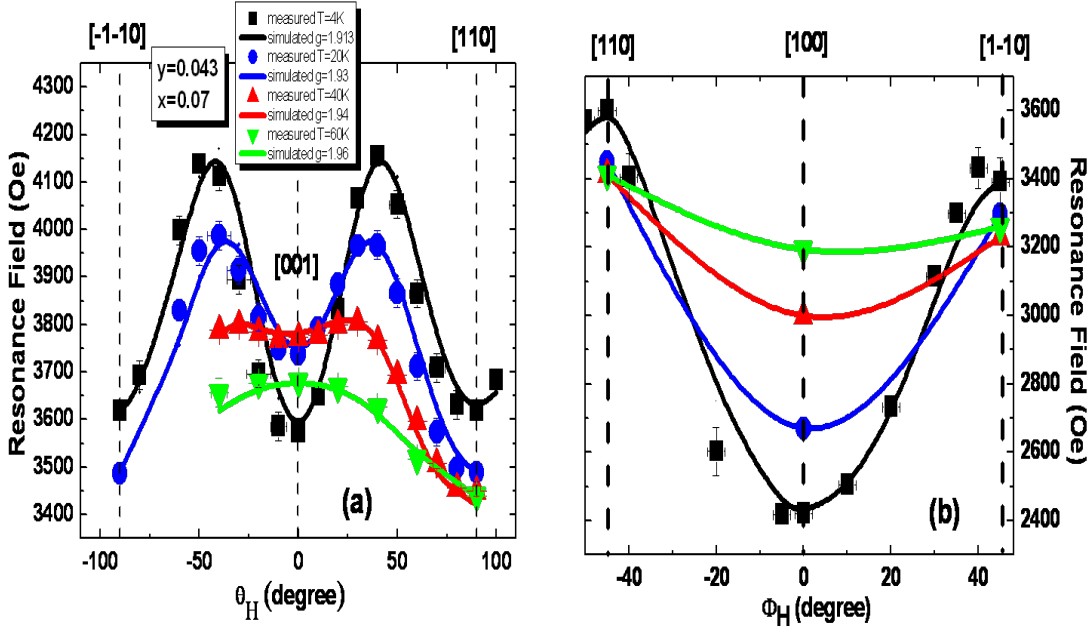 [-1-10]
[110]
measured T=4K
simulated g=1.913
measured T=20K
simulated g=1.93
measured T=40K
simulated g=1.94
measured T=60K
simulated g=1.96
y=0.043
x=0.07
[001]
4300
4200
4100
4000
3900
3800
3700
3600
3500
3400
Resonance Field (Oe)
(a)
-100
-50
0
50
100
θH (degree)
[110]
[100]
[1-10]
3600
3400
3200
3000
2800
2600
2400
Resonance Field (Oe)
(b)
-40
-20
0
20
40
ΦH (degree)